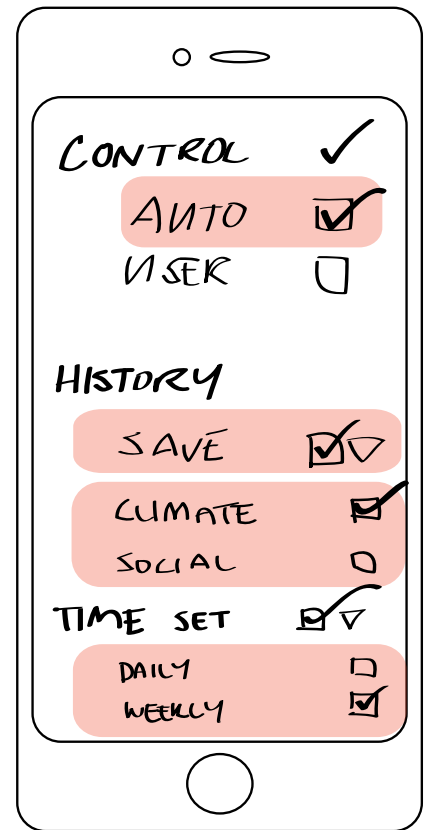 CONTROL
AUTO
USER
HISTORY
SAVE
CLIMATE
SOCIAL
TIME SET
DAILY
WEEKLY